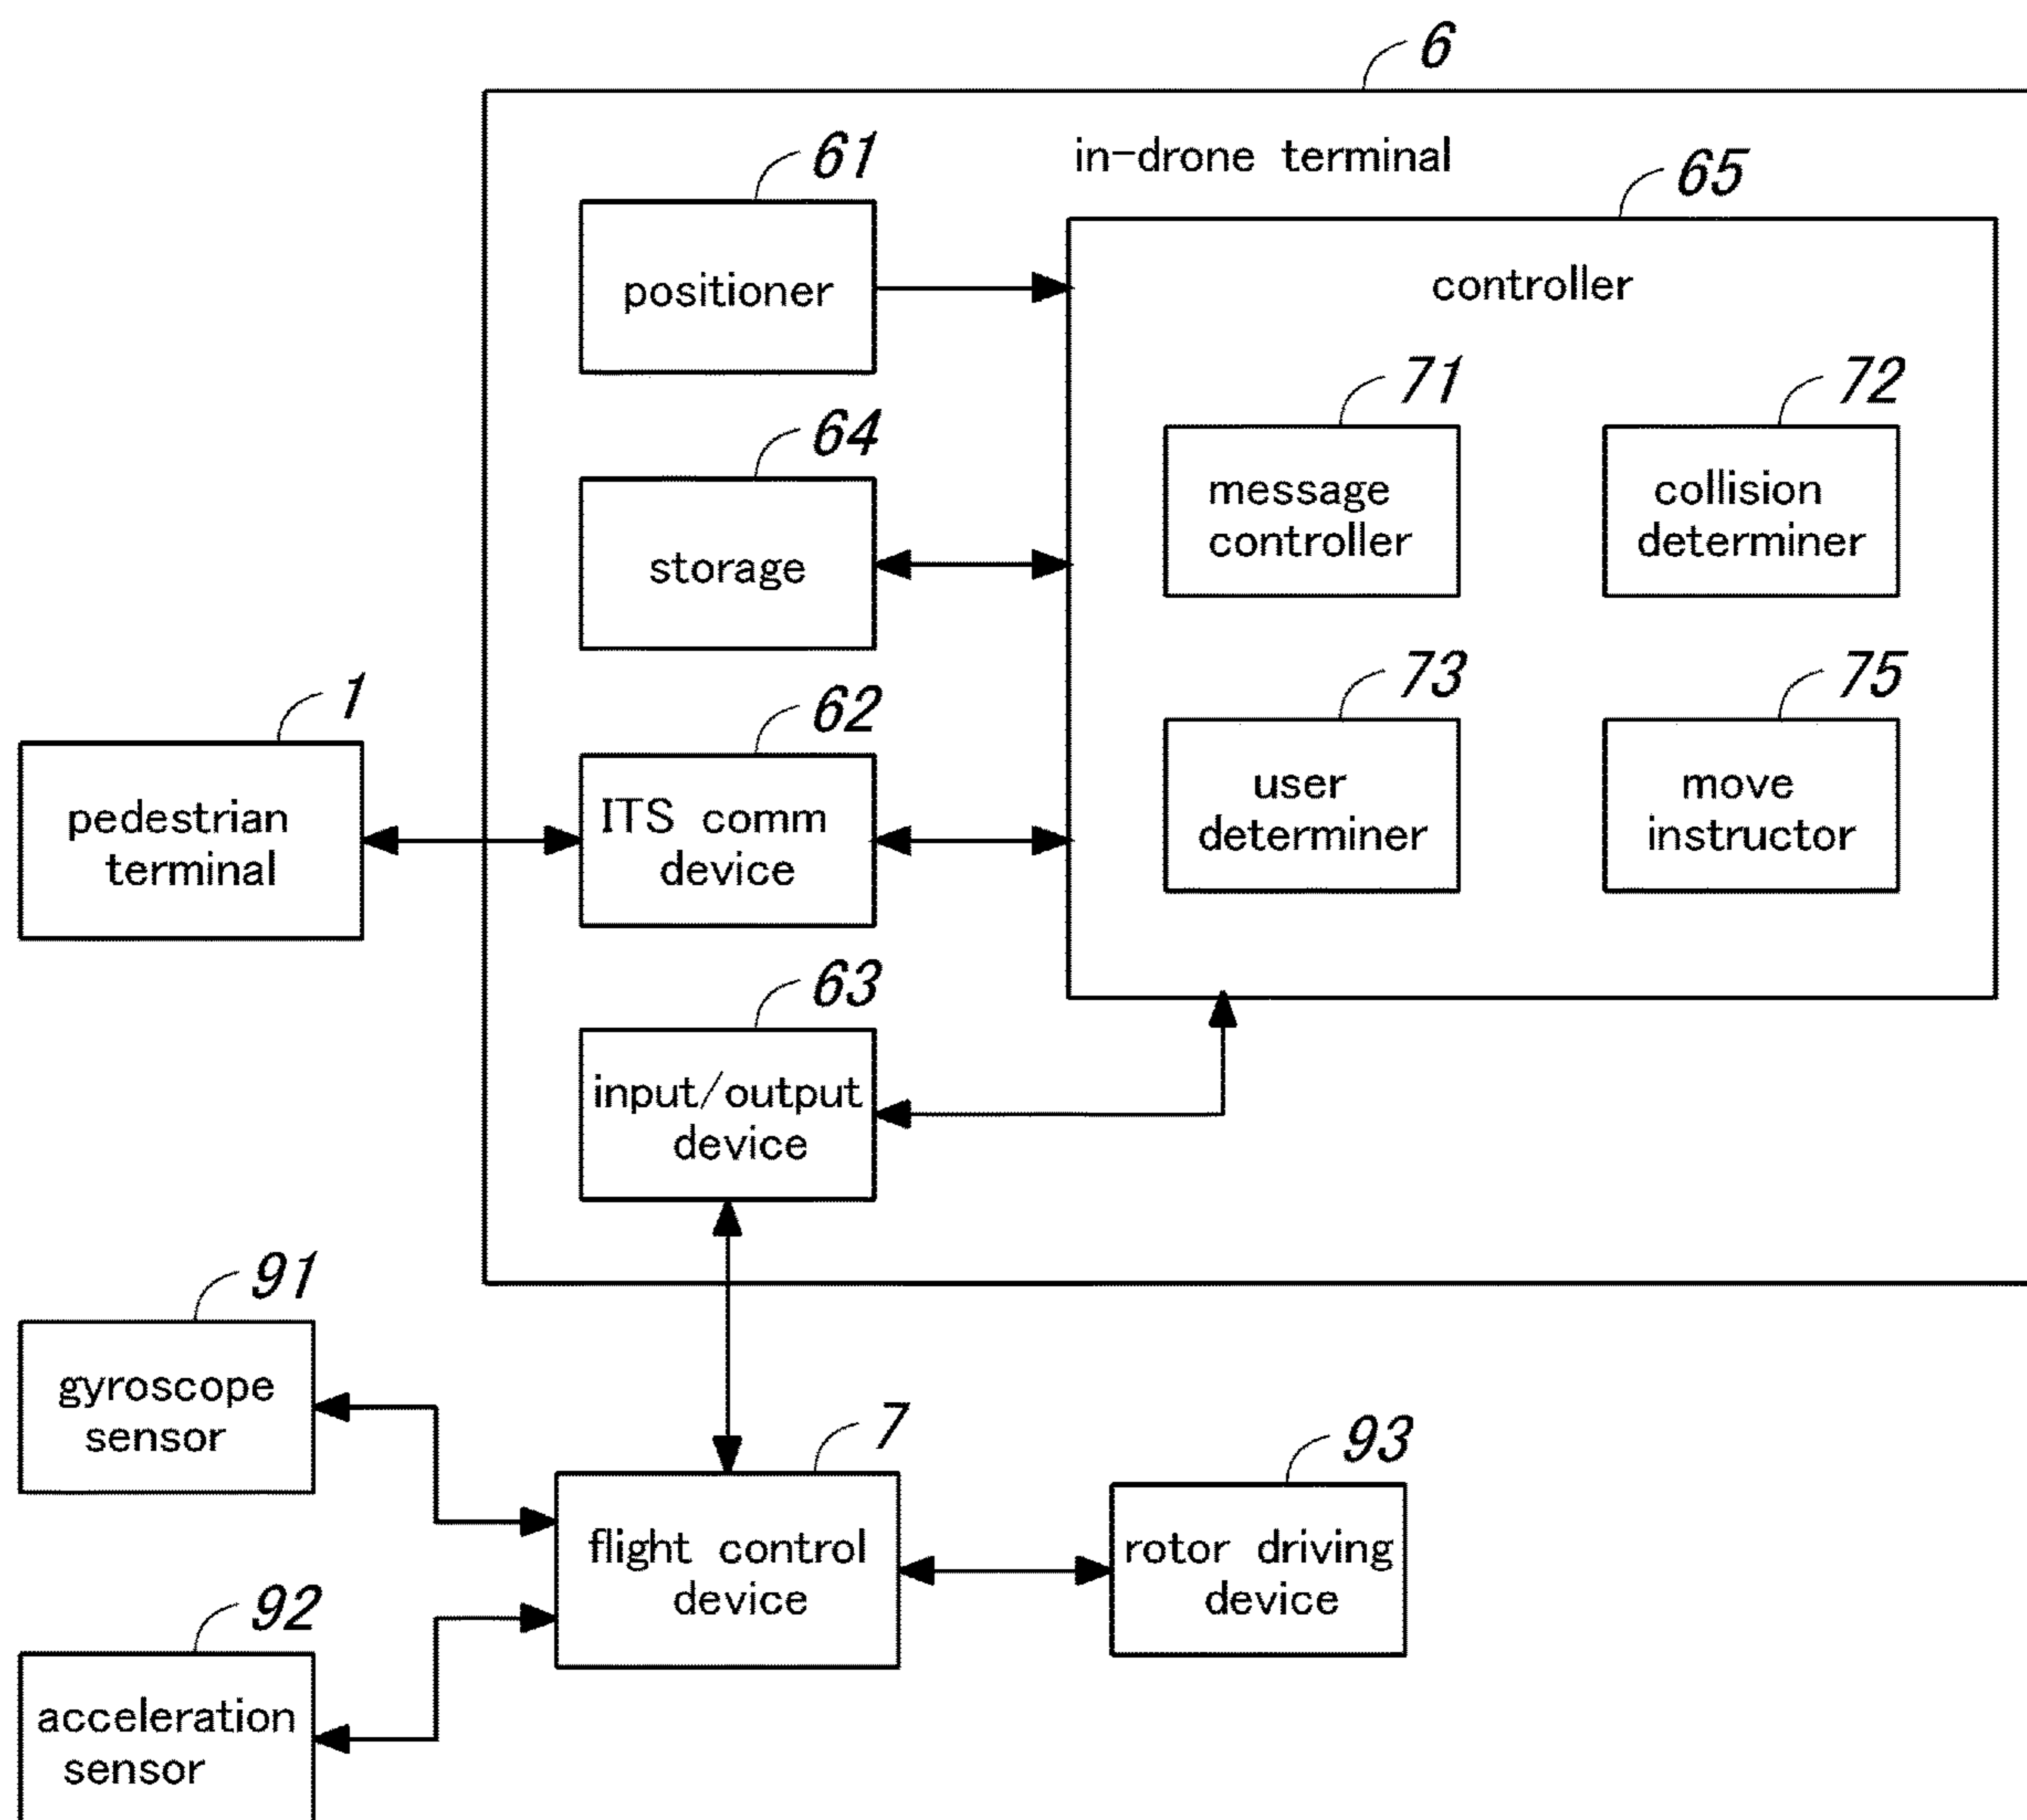 6
in-drone terminal
61
positioner
65
controller
64
storage
71
message
controller
72
collision
determiner
1
pedestrian
terminal
62
ITS comm
device
73
user
determiner
75
move
instructor
63
input/output
device
91
gyroscope
sensor
7
flight control
device
93
rotor driving
device
92
acceleration
sensor